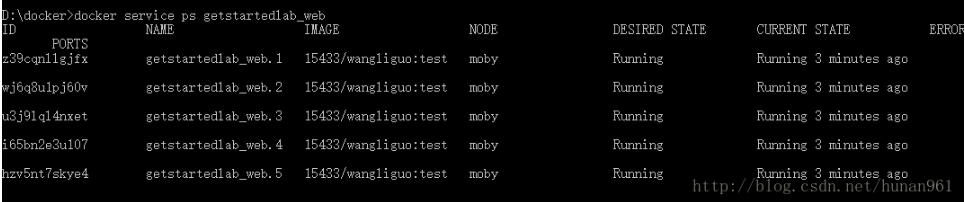 D:\docker>docker service ps getstartedlab_web
ID NAME IMAGE NODE DESIRED STATE CURRENT STATE ERROR
PORTS
z39cqnl1gjfx getstartedlab_web.1 15433/wangliguo:test moby Running Running 3 minutes ago
wj6q8ulpj60v getstartedlab_web.2 15433/wangliguo:test moby Running Running 3 minutes ago
u3j9lql4nxet getstartedlab_web.3 15433/wangliguo:test moby Running Running 3 minutes ago
i65bn2e3ul07 getstartedlab_web.4 15433/wangliguo:test moby Running Running 3 minutes ago
hzv5nt7skye4 getstartedlab_web.5 15433/wangliguo:test moby Running Running 3 minutes ago
http://blog.csdn.net/hunan961